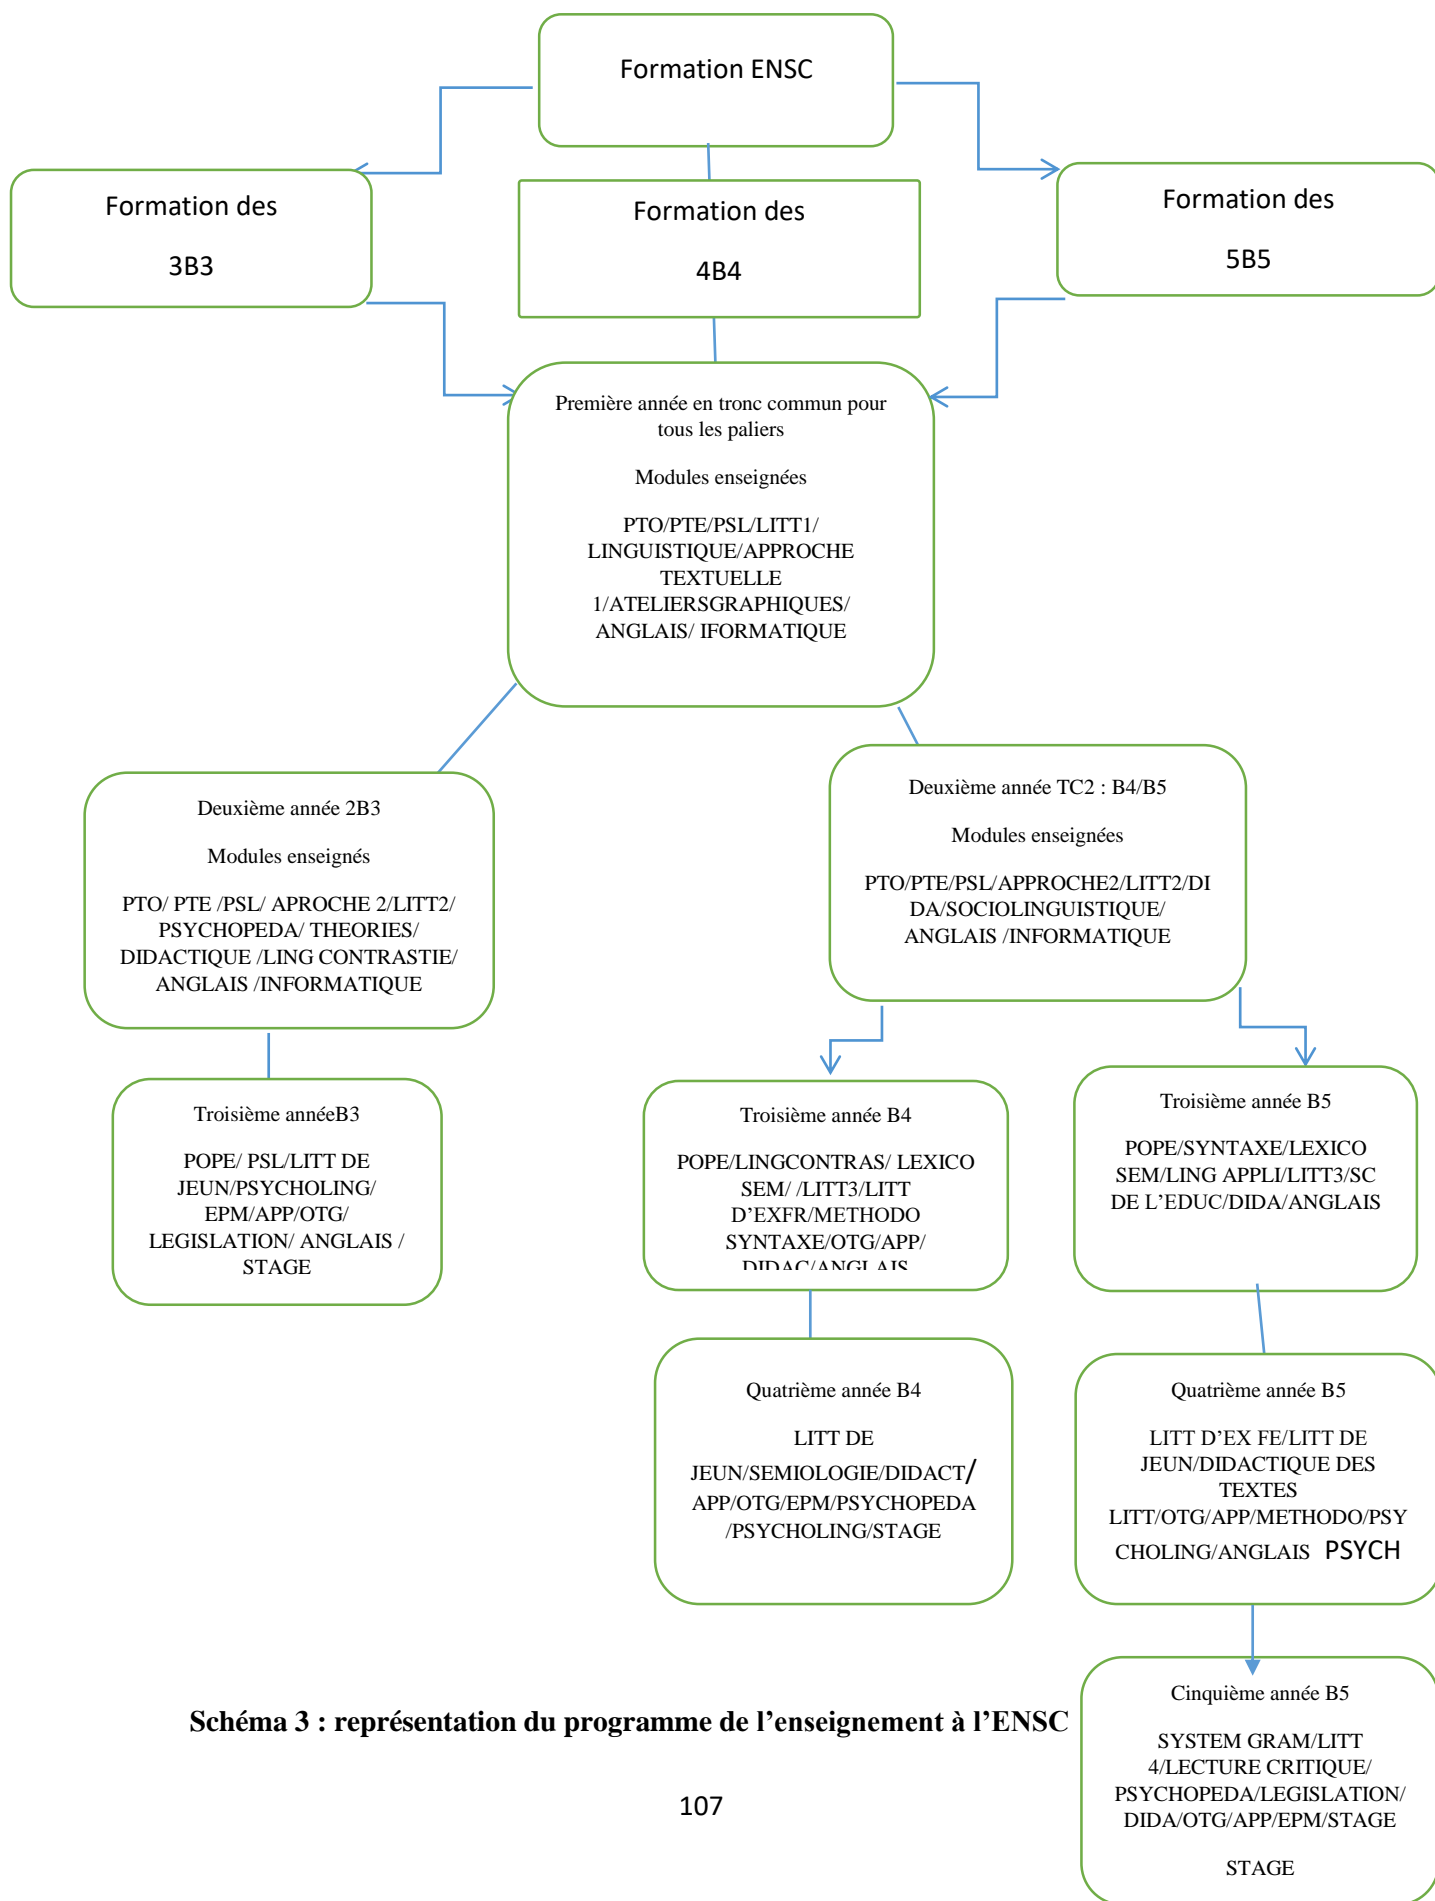 Formation ENSC
Formation des
3B3
Formation des
4B4
Formation des
5B5
Première année en tronc commun pour
tous les paliers
Modules enseignées
PTO/PTE/PSL/LITT1/
LINGUISTIQUE/APPROCHE
TEXTUELLE
1/ATELIERSGRAPHIQUES/
ANGLAIS/ IFORMATIQUE
Deuxième année 2B3
Modules enseignés
PTO/ PTE /PSL/ APROCHE 2/LITT2/
PSYCHOPEDA/ THEORIES/
DIDACTIQUE /LING CONTRASTIE/
ANGLAIS /INFORMATIQUE
Deuxième année TC2 : B4/B5
Modules enseignées
PTO/PTE/PSL/APPROCHE2/LITT2/DI
DA/SOCIOLINGUISTIQUE/
ANGLAIS /INFORMATIQUE
Troisième annéeB3
POPE/ PSL/LITT DE
JEUN/PSYCHOLING/
EPM/APP/OTG/
LEGISLATION/ ANGLAIS /
STAGE
Troisième année B4
POPE/LINGCONTRAS/ LEXICO
SEM/ /LITT3/LITT
D’EXFR/METHODO
SYNTAXE/OTG/APP/
DIDAC/ANGLAIS
Troisième année B5
POPE/SYNTAXE/LEXICO
SEM/LING APPLI/LITT3/SC
DE L’EDUC/DIDA/ANGLAIS
Quatrième année B4
LITT DE
JEUN/SEMIOLOGIE/DIDACT/
APP/OTG/EPM/PSYCHOPEDA
/PSYCHOLING/STAGE
Quatrième année B5
LITT D’EX FE/LITT DE
JEUN/DIDACTIQUE DES
TEXTES
LITT/OTG/APP/METHODO/PSY
CHOLING/ANGLAIS PSYCH
Cinquième année B5
SYSTEM GRAM/LITT
4/LECTURE CRITIQUE/
PSYCHOPEDA/LEGISLATION/
DIDA/OTG/APP/EPM/STAGE
STAGE
Schéma 3 : représentation du programme de l’enseignement à l’ENSC
107